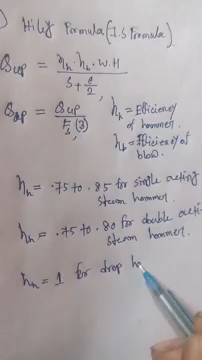 Hiley Formula (I.S Formula).
Qup = ηh. ηb. W.H / S + c/2,
Qap = Qup / Fs (3)
ηh = Efficiency of hammer.
ηb = Efficiency of blow.
ηh = .75 to .85 for single acting
steam hammer.
ηh = .75 to .80 for double acti
steam hammer.
ηh = 1 for drop h